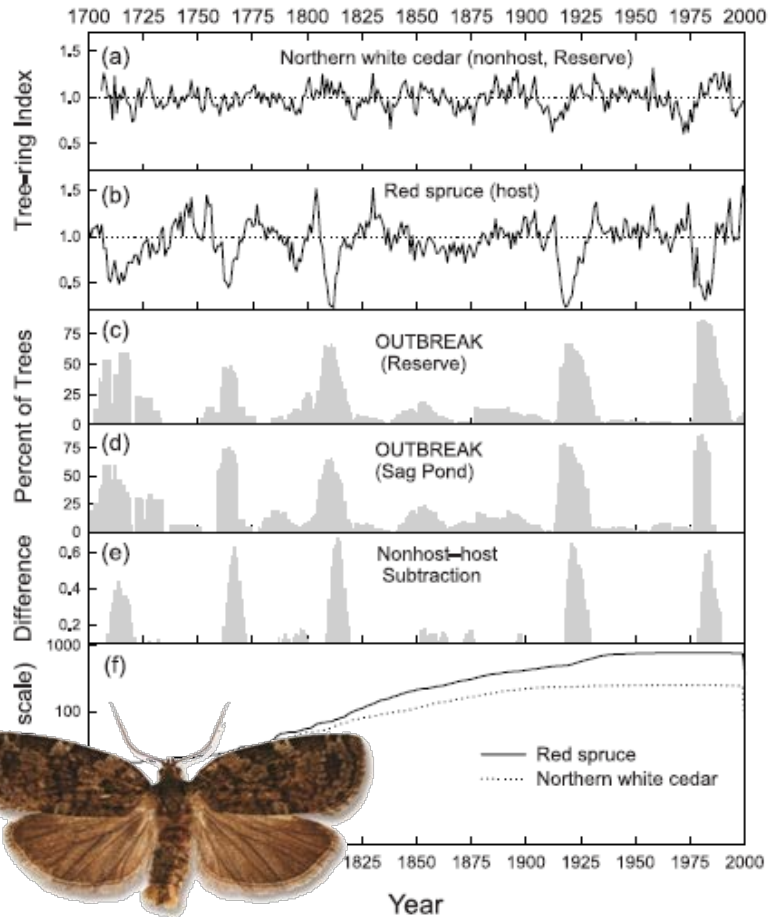 1700 1725 1750 1775 1800 1825 1850 1875 1900 1925 1950 1975 2000
Tree-ring Index
1.5
1.0
0.5
(a)
Northern white cedar (nonhost, Reserve)
1.5
1.0
0.5
(b)
Red spruce (host)
Percent of Trees
75
50
25
0
(c)
OUTBREAK
(Reserve)
75
50
25
0
(d)
OUTBREAK
(Sag Pond)
Difference
0.6
0.4
0.2
(e)
Nonhost–host
Subtraction
scale)
1000
100
(f)
Red spruce
Northern white cedar
1825 1850 1875 1900 1925 1950 1975 2000
Year